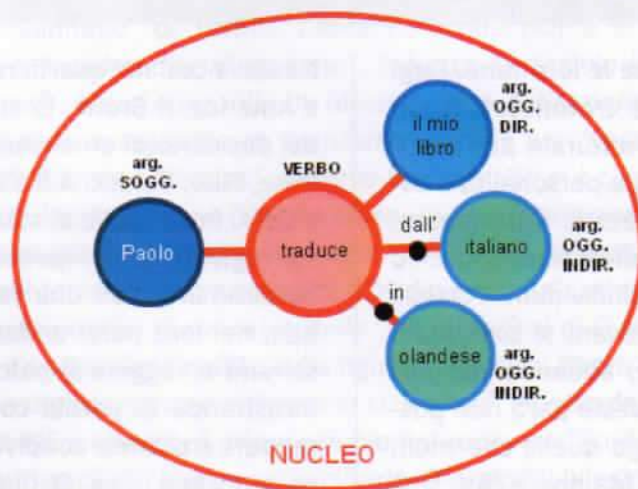 arg.
SOGG.
Paolo
VERBO
traduce
arg.
OGG.
DIR.
il mio
libro
dall'
italiano
arg.
OGG.
INDIR.
in
olandese
arg.
OGG.
INDIR.
NUCLEO